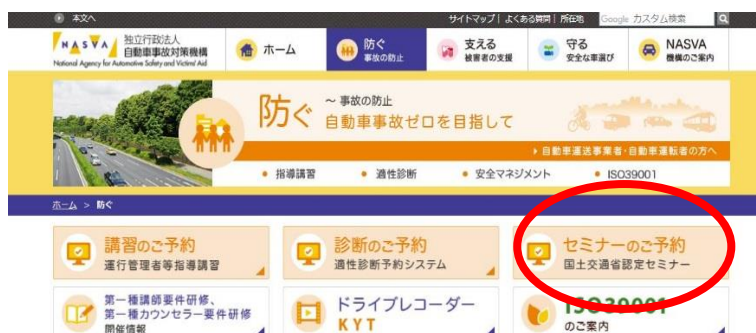 本文へ
サイトマップ | よくある質問 | 所在地 Google カスタム検索
NASVA 独立行政法人
自動車事故対策機構
National Agency for Automotive Safety and Victims' Aid
ホーム
防ぐ
事故の防止
支える
被害者の支援
守る
安全な車選び
NASVA
機構のご案内
防ぐ ～ 事故の防止
自動車事故ゼロを目指して
自動車運送事業者・自動車運転者の方へ
指導講習 適性診断 安全マネジメント ISO39001
ホーム > 防ぐ
講習のご予約
運行管理者等指導講習
診断のご予約
適性診断予約システム
セミナーのご予約
国土交通省認定セミナー
第一種講師要件研修、
第一種カウンセラー要件研修
開催情報
ドライブレコーダー
KYT
ISO39001
のご案内